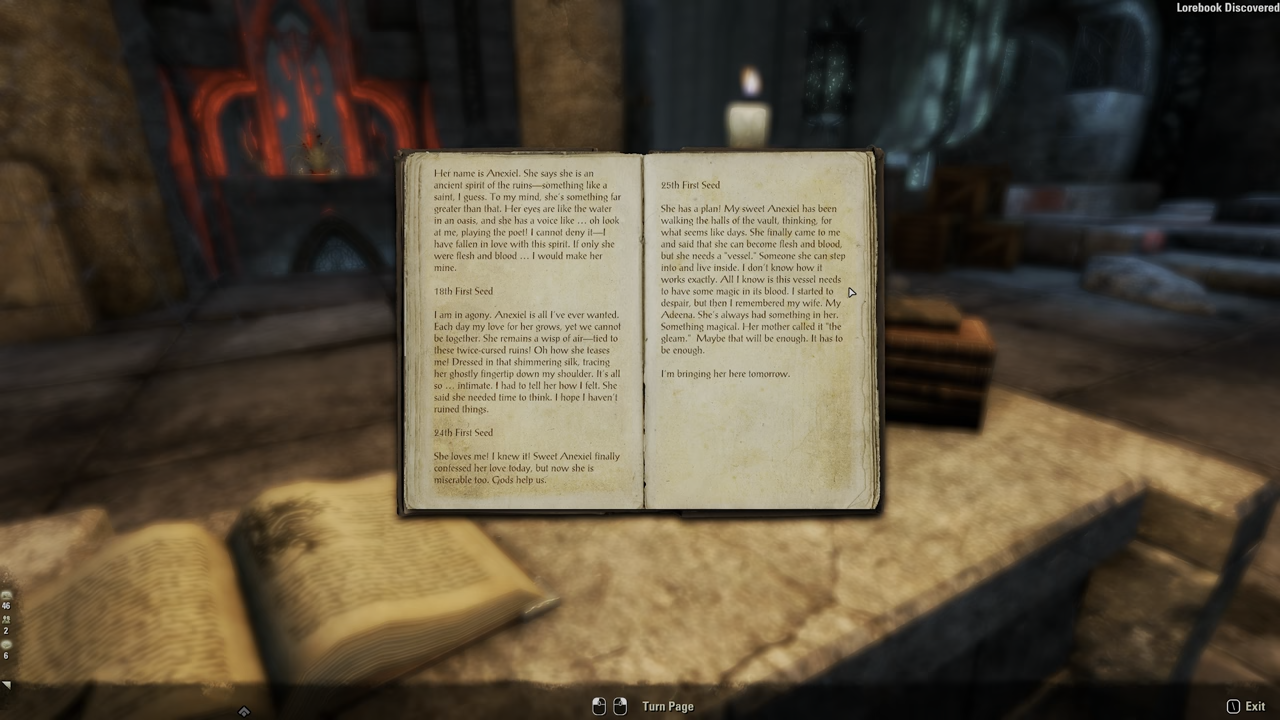 Lorebook Discovered
Her name is Anexiel. She says she is an
ancient spirit of the ruins—something like a
saint, I guess. To my mind, she's something far
greater than that. Her eyes are like the water
in an oasis, and she has a voice like ... oh look
at me, playing the poet! I cannot deny it—I
have fallen in love with this spirit. If only she
were flesh and blood ... I would make her
mine.
18th First Seed
I am in agony. Anexiel is all I've ever wanted.
Each day my love for her grows, yet we cannot
be together. She remains a wisp of air—tied to
these twice-cursed ruins! Oh how she teases
me! Dressed in that shimmering silk, tracing
her ghostly fingertip down my shoulder. It's all
so ... intimate. I had to tell her how I felt. She
said she needed time to think. I hope I haven't
ruined things.
24th First Seed
She loves me! I knew it! Sweet Anexiel finally
confessed her love today, but now she is
miserable too. Gods help us.
25th First Seed
She has a plan! My sweet Anexiel has been
walking the halls of the vault, thinking, for
what seems like days. She finally came to me
and said that she can become flesh and blood,
but she needs a "vessel." Someone she can step
into and live inside. I don't know how it
works exactly. All I know is this vessel needs
to have some magic in its blood. I started to
despair, but then I remembered my wife. My
Adeena. She's always had something in her.
Something magical. Her mother called it "the
gleam." Maybe that will be enough. It has to
be enough.
I'm bringing her here tomorrow.
46
2
6
Turn Page
\ Exit